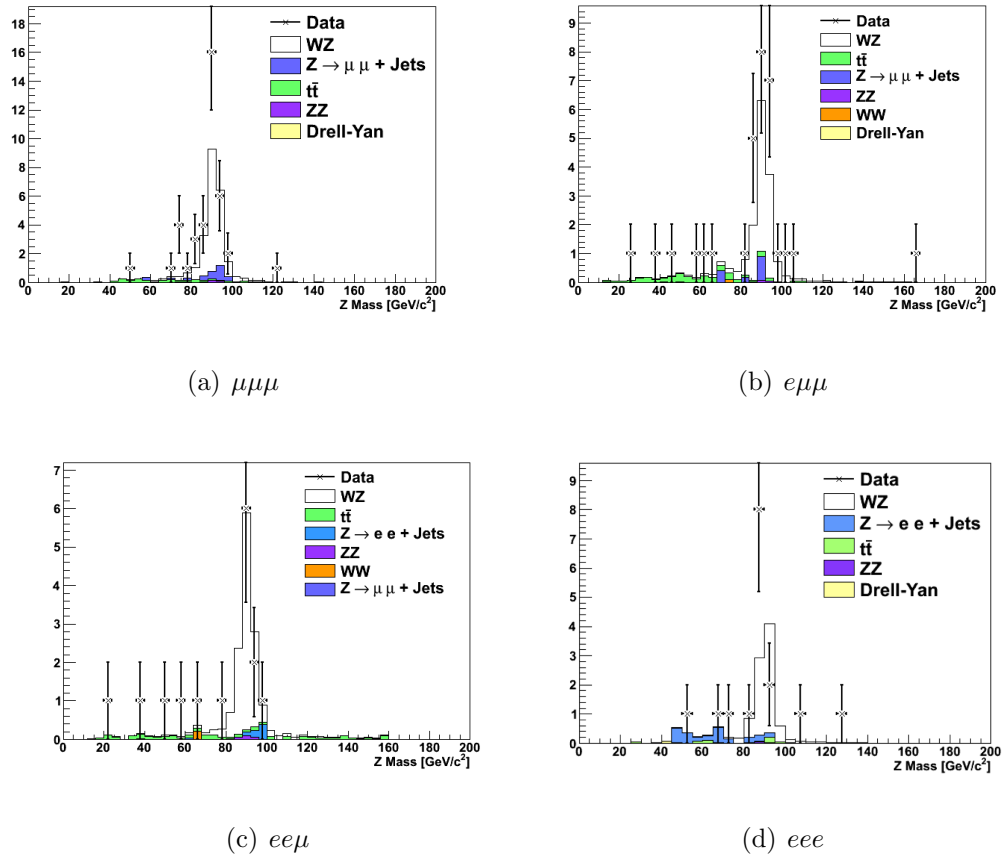 18
16
14
12
10
8
6
4
2
0
Data
WZ
Z → μ μ + Jets
tt̄
ZZ
Drell-Yan
0 20 40 60 80 100 120 140 160 180 200
Z Mass [GeV/c²]
(a) μμμ
9
8
7
6
5
4
3
2
1
0
Data
WZ
tt̄
Z → μ μ + Jets
ZZ
WW
Drell-Yan
0 20 40 60 80 100 120 140 160 180 200
Z Mass [GeV/c²]
(b) eμμ
7
6
5
4
3
2
1
0
Data
WZ
tt̄
Z → e e + Jets
ZZ
WW
Z → μ μ + Jets
0 20 40 60 80 100 120 140 160 180 200
Z Mass [GeV/c²]
(c) eeμ
9
8
7
6
5
4
3
2
1
0
Data
WZ
Z → e e + Jets
tt̄
ZZ
Drell-Yan
0 20 40 60 80 100 120 140 160 180 200
Z Mass [GeV/c²]
(d) eee